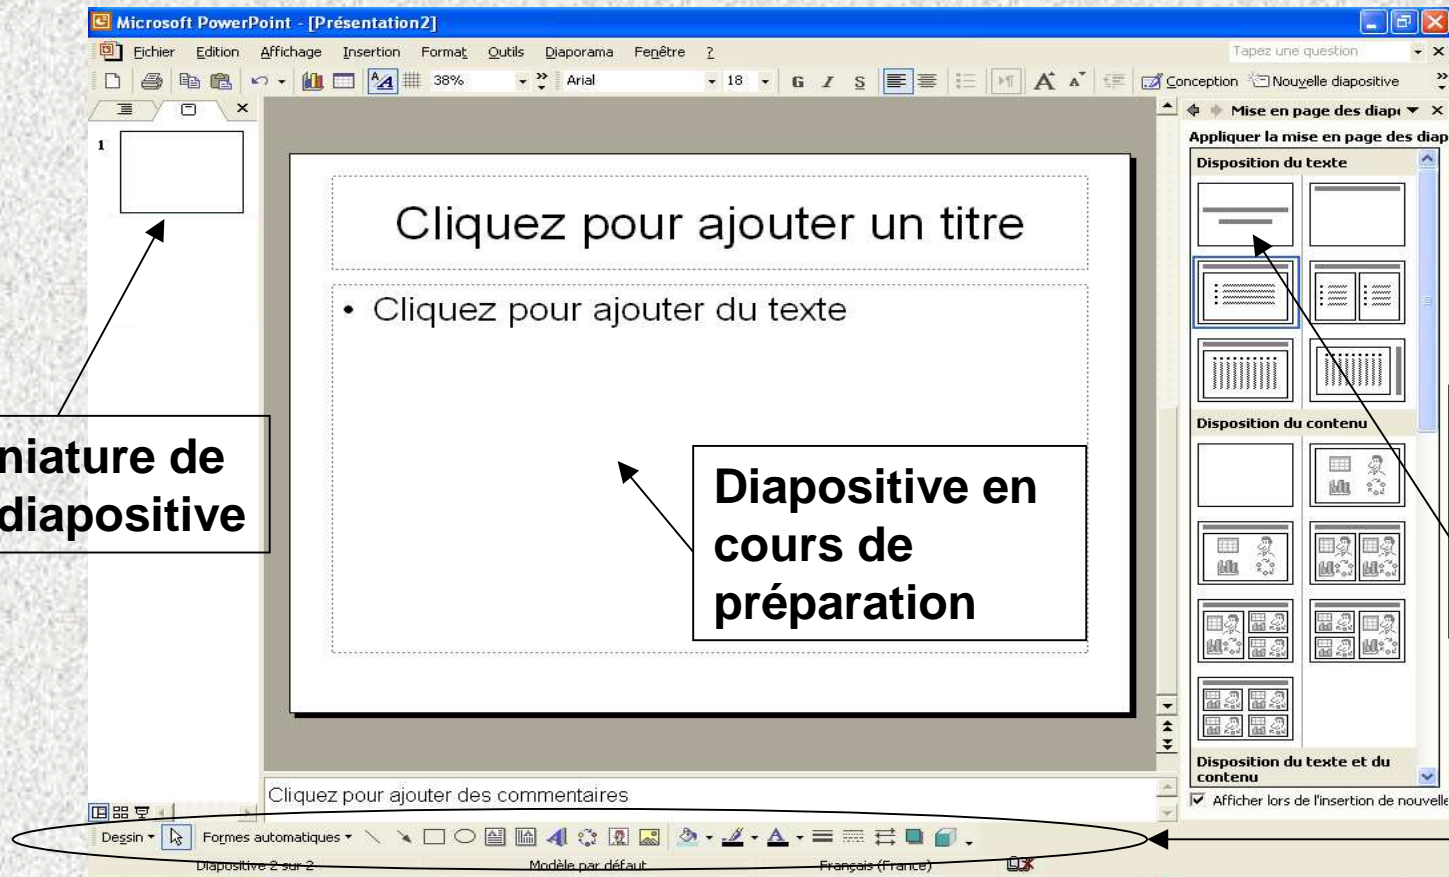 Microsoft PowerPoint - [Présentation2]
Fichier Edition Affichage Insertion Format Outils Diaporama Fenêtre ? Tapez une question
38% Arial 18 G I S Conception Nouvelle diapositive
Mise en page des diap
Appliquer la mise en page des diap
1
Disposition du texte
Cliquez pour ajouter un titre
• Cliquez pour ajouter du texte
Disposition du contenu
niature de
diapositive
Diapositive en
cours de
préparation
Disposition du texte et du
contenu
Cliquez pour ajouter des commentaires
Afficher lors de l'insertion de nouvelle
Dessin Formes automatiques
Diapositive 2 sur 2 Modèle par défaut Français (France)